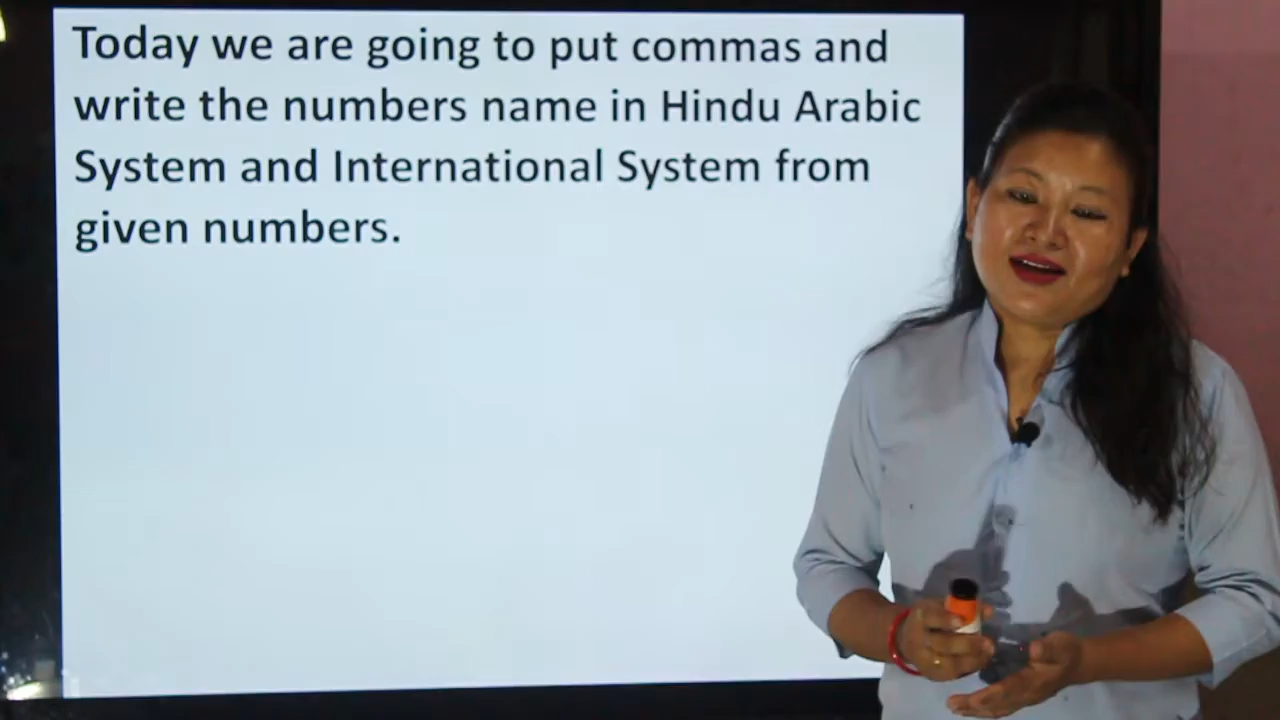 Today we are going to put commas and
write the numbers name in Hindu Arabic
System and International System from
given numbers.